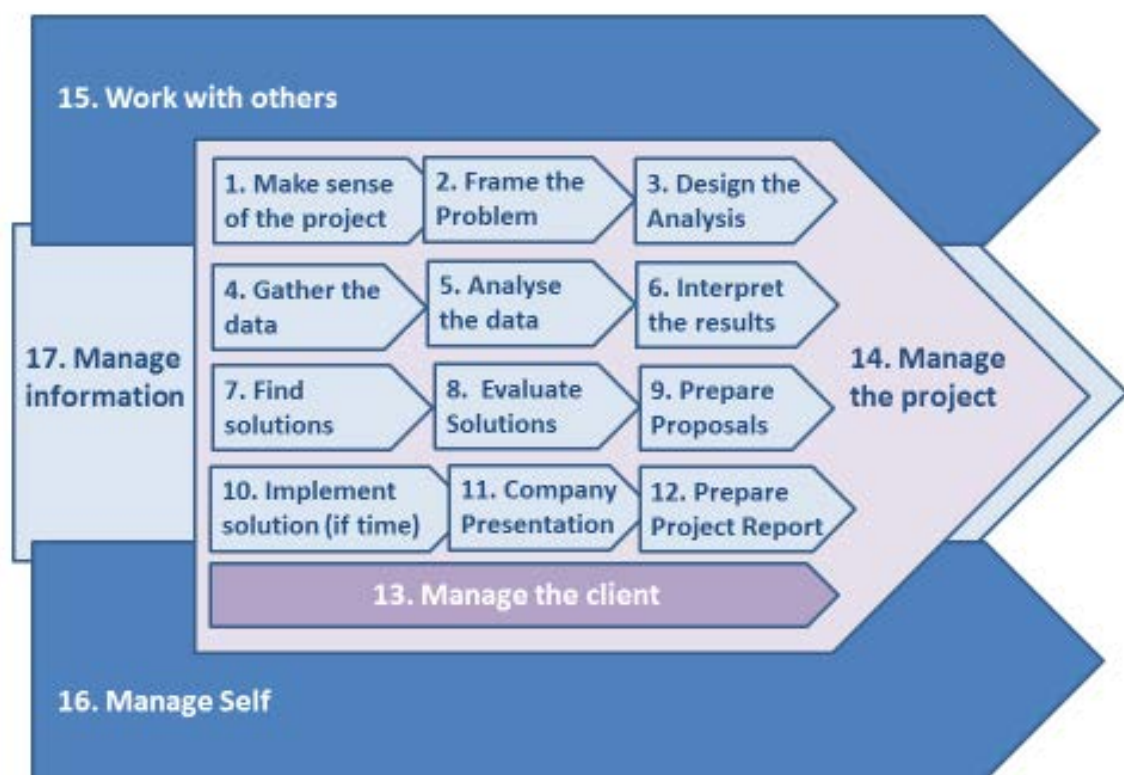 15. Work with others
1. Make sense
of the project
2. Frame the
Problem
3. Design the
Analysis
4. Gather the
data
5. Analyse
the data
6. Interpret
the results
17. Manage
information
14. Manage
the project
7. Find
solutions
8. Evaluate
Solutions
9. Prepare
Proposals
10. Implement
solution (if time)
11. Company
Presentation
12. Prepare
Project Report
13. Manage the client
16. Manage Self